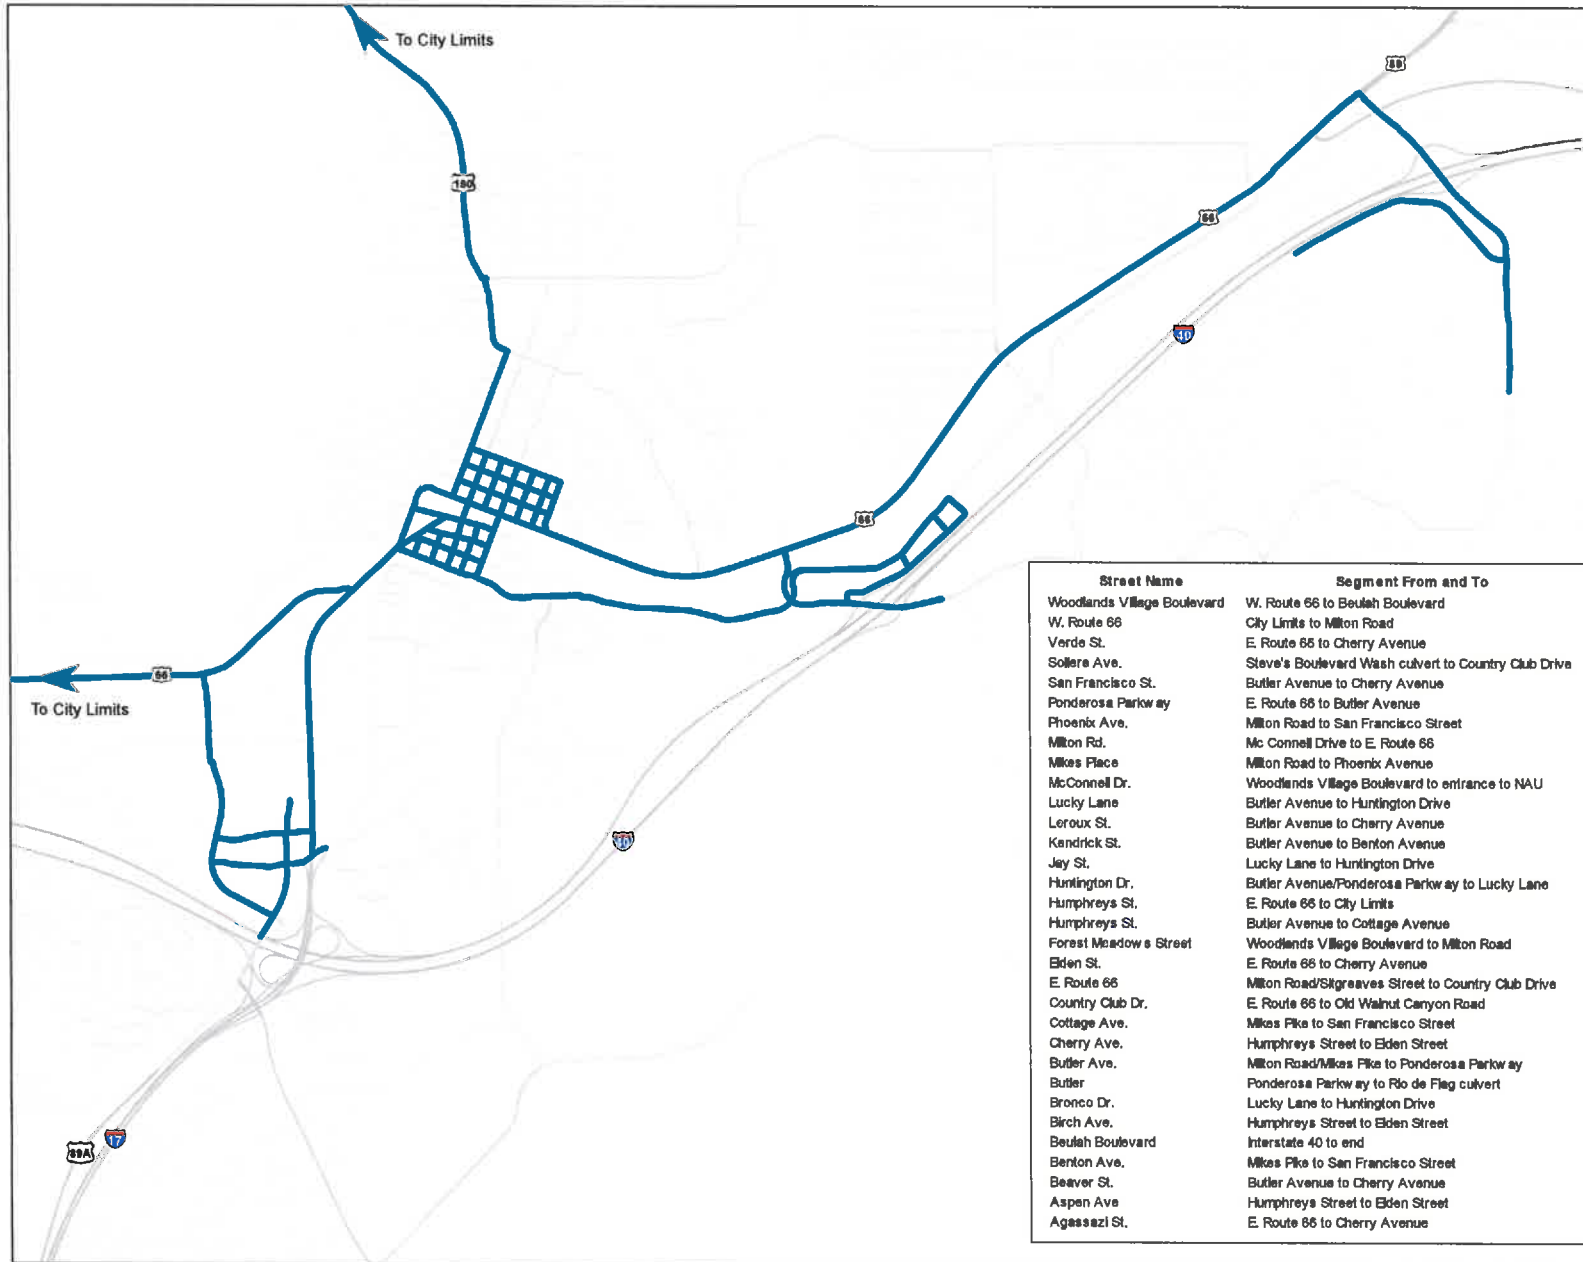 To City Limits
89
180
66
40
66
66
To City Limits
40
17
89A
Street Name Segment From and To
Woodlands Village Boulevard W. Route 66 to Beulah Boulevard
W. Route 66 City Limits to Milton Road
Verde St. E. Route 66 to Cherry Avenue
Soliere Ave. Steve's Boulevard Wash culvert to Country Club Drive
San Francisco St. Butler Avenue to Cherry Avenue
Ponderosa Parkway E. Route 66 to Butler Avenue
Phoenix Ave. Milton Road to San Francisco Street
Milton Rd. Mc Connell Drive to E. Route 66
Mikes Place Milton Road to Phoenix Avenue
McConnell Dr. Woodlands Village Boulevard to entrance to NAU
Lucky Lane Butler Avenue to Huntington Drive
Leroux St. Butler Avenue to Cherry Avenue
Kendrick St. Butler Avenue to Benton Avenue
Jay St. Lucky Lane to Huntington Drive
Huntington Dr. Butler Avenue/Ponderosa Parkway to Lucky Lane
Humphreys St. E. Route 66 to City Limits
Humphreys St. Butler Avenue to Cottage Avenue
Forest Meadows Street Woodlands Village Boulevard to Milton Road
Elden St. E. Route 66 to Cherry Avenue
E. Route 66 Milton Road/Sitgreaves Street to Country Club Drive
Country Club Dr. E. Route 66 to Old Walnut Canyon Road
Cottage Ave. Mikes Pike to San Francisco Street
Cherry Ave. Humphreys Street to Elden Street
Butler Ave. Milton Road/Mikes Pike to Ponderosa Parkway
Butler Ponderosa Parkway to Rio de Flag culvert
Bronco Dr. Lucky Lane to Huntington Drive
Birch Ave. Humphreys Street to Elden Street
Beulah Boulevard Interstate 40 to end
Benton Ave. Mikes Pike to San Francisco Street
Beaver St. Butler Avenue to Cherry Avenue
Aspen Ave Humphreys Street to Elden Street
Agassazi St. E. Route 66 to Cherry Avenue